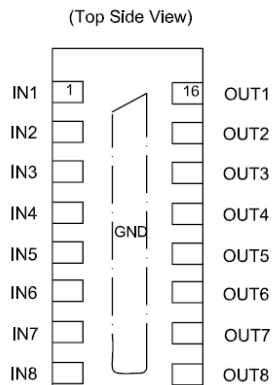 (Top Side View)
IN1 1 16 OUT1
IN2 OUT2
IN3 OUT3
IN4 OUT4
GND
IN5 OUT5
IN6 OUT6
IN7 OUT7
IN8 OUT8